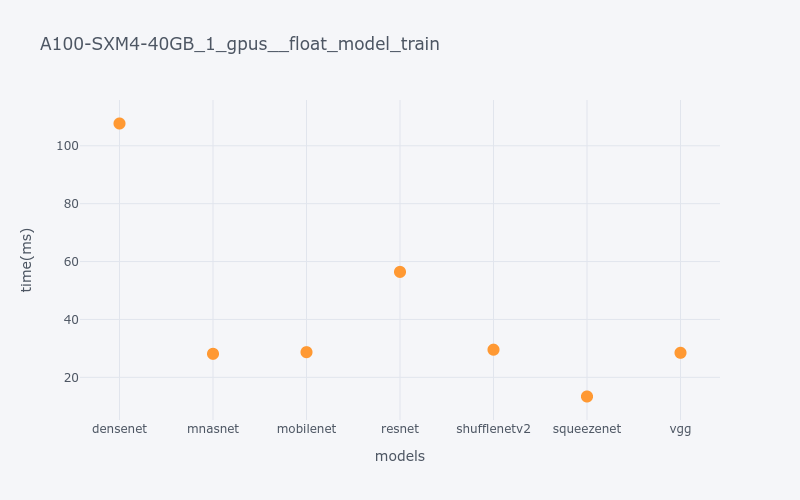 A100-SXM4-40GB_1_gpus__float_model_train
time(ms)
100
80
60
40
20
densenet mnasnet mobilenet resnet shufflenetv2 squeezenet vgg
models